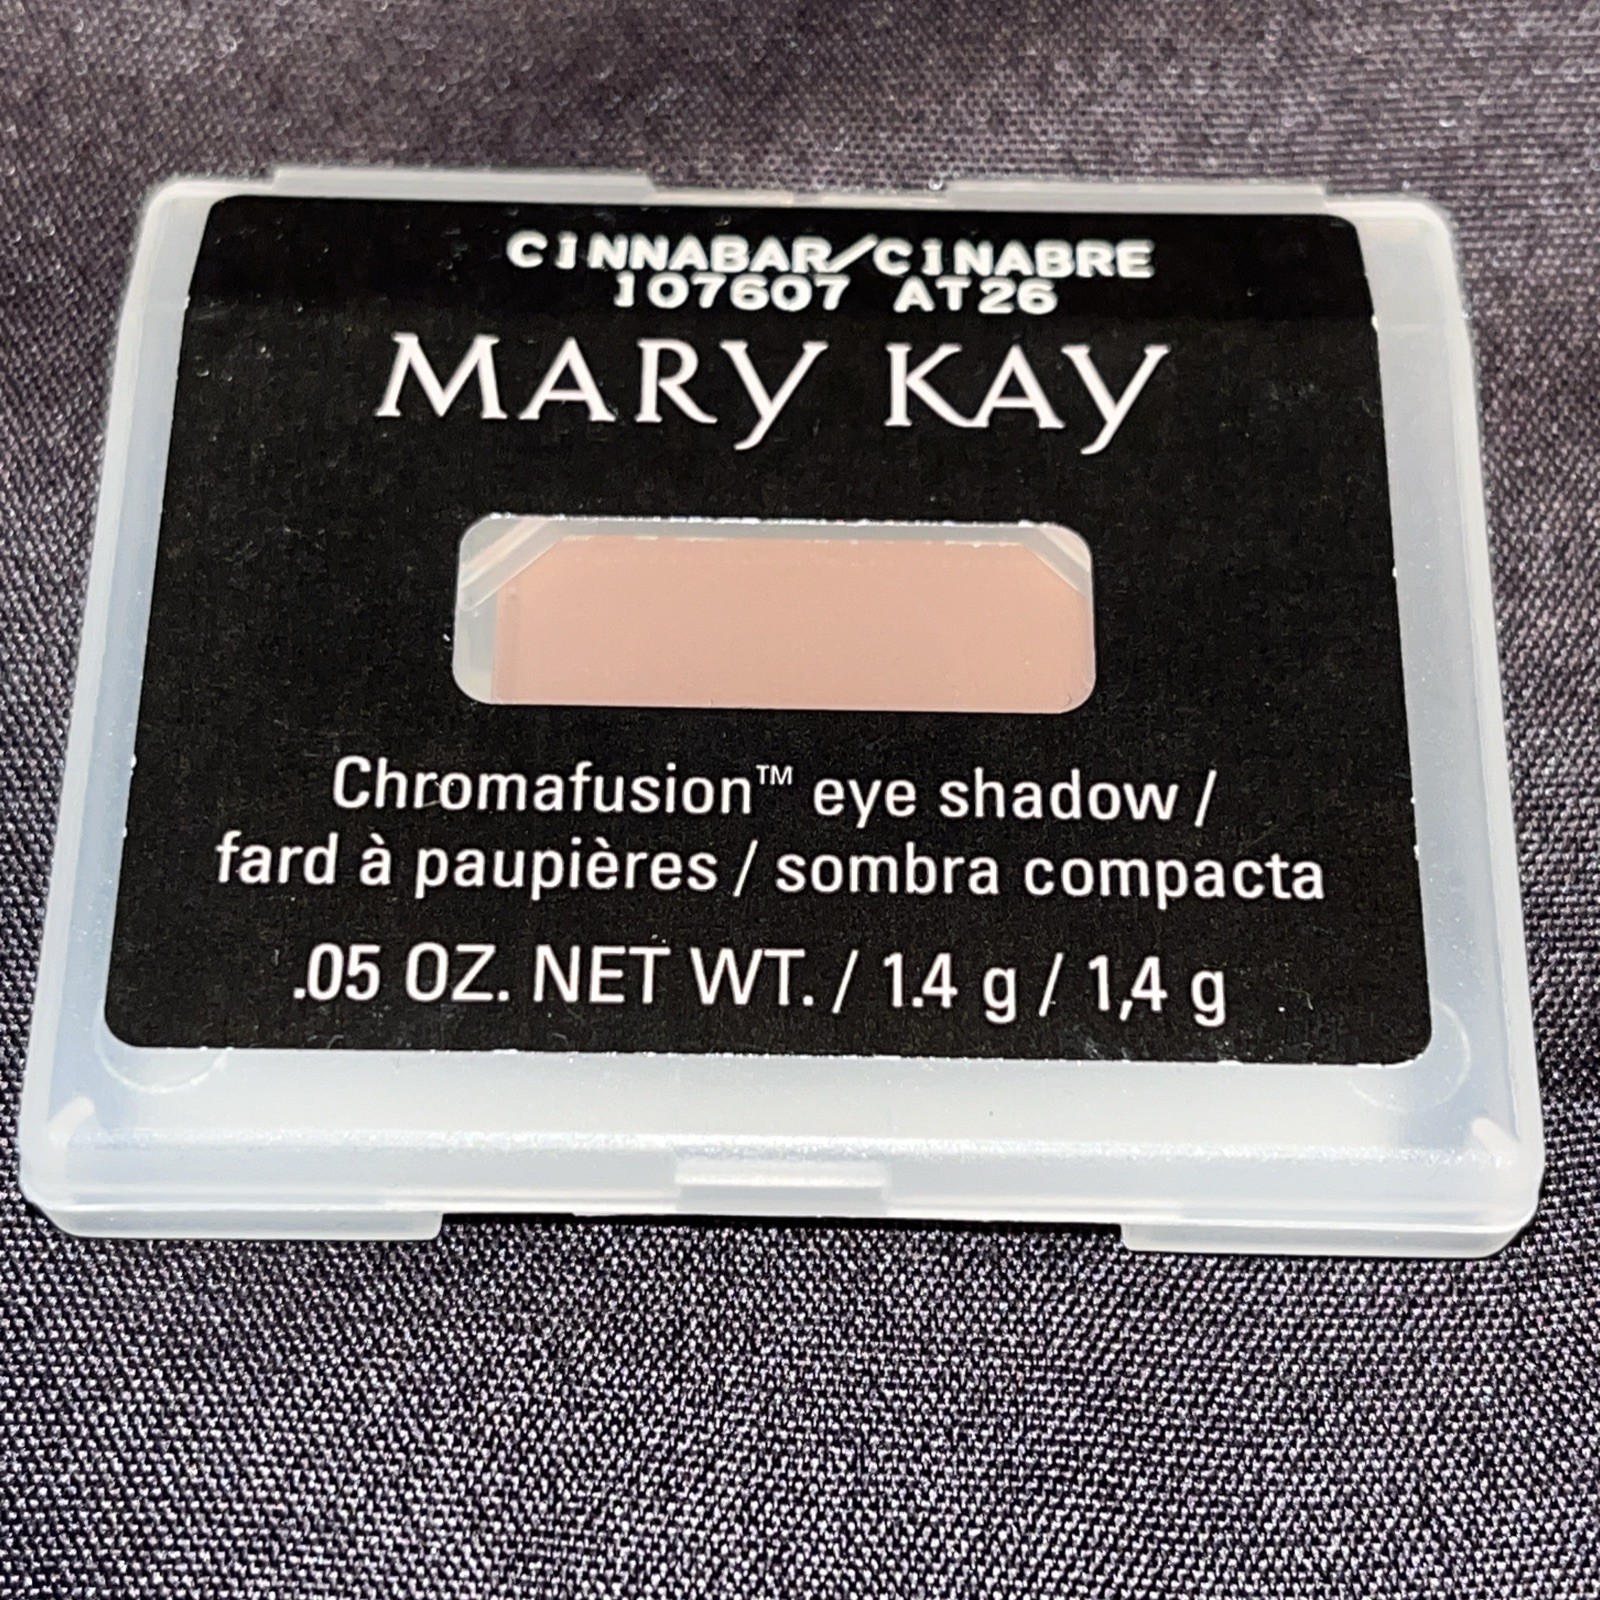 CINNABAR/CINABRE
107607 AT26
MARY KAY
Chromafusion™ eye shadow /
fard à paupières / sombra compacta
.05 OZ. NET WT. / 1.4 g / 1,4 g